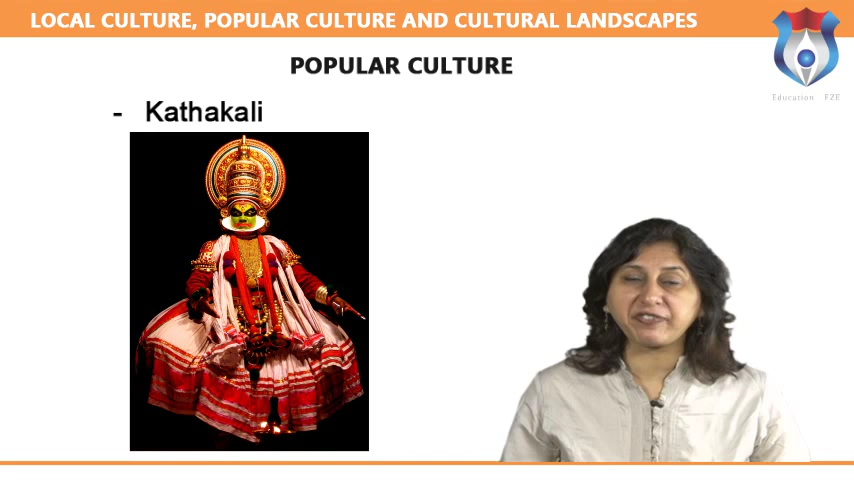 LOCAL CULTURE, POPULAR CULTURE AND CULTURAL LANDSCAPES
POPULAR CULTURE
Education FZE
- Kathakali